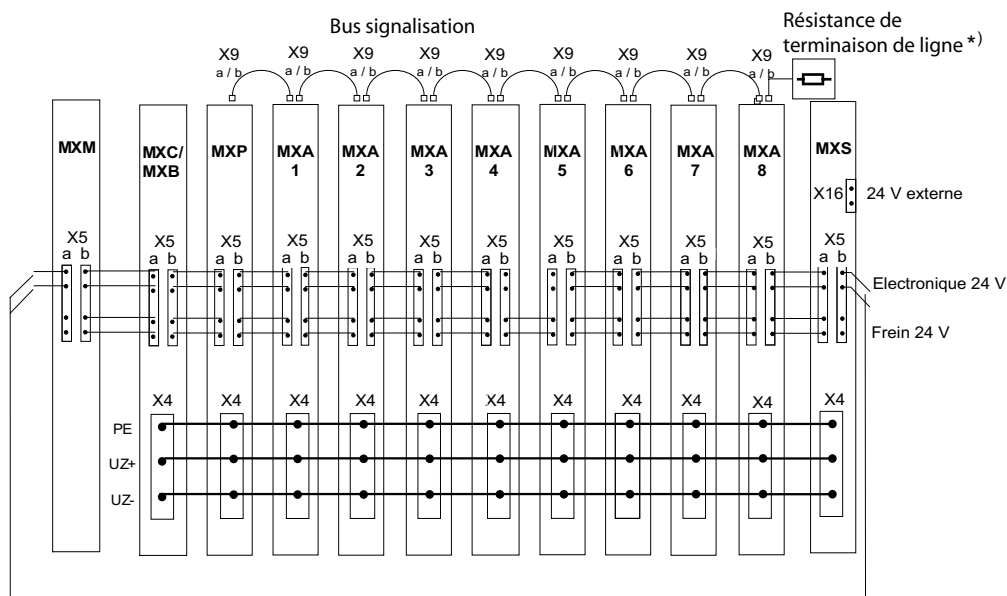 Bus signalisation
Résistance de
terminaison de ligne *)
X9 X9 X9 X9 X9 X9 X9 X9 X9
a / b a / b a / b a / b a / b a / b a / b a / b a / b
MXM MXC/ MXP MXA MXA MXA MXA MXA MXA MXA MXA MXS
MXB 1 2 3 4 5 6 7 8
X16 24 V externe
X5 X5 X5 X5 X5 X5 X5 X5 X5 X5 X5 X5
a b a b a b a b a b a b a b a b a b a b a b a b
Electronique 24 V
Frein 24 V
X4 X4 X4 X4 X4 X4 X4 X4 X4 X4 X4
PE
UZ+
UZ-